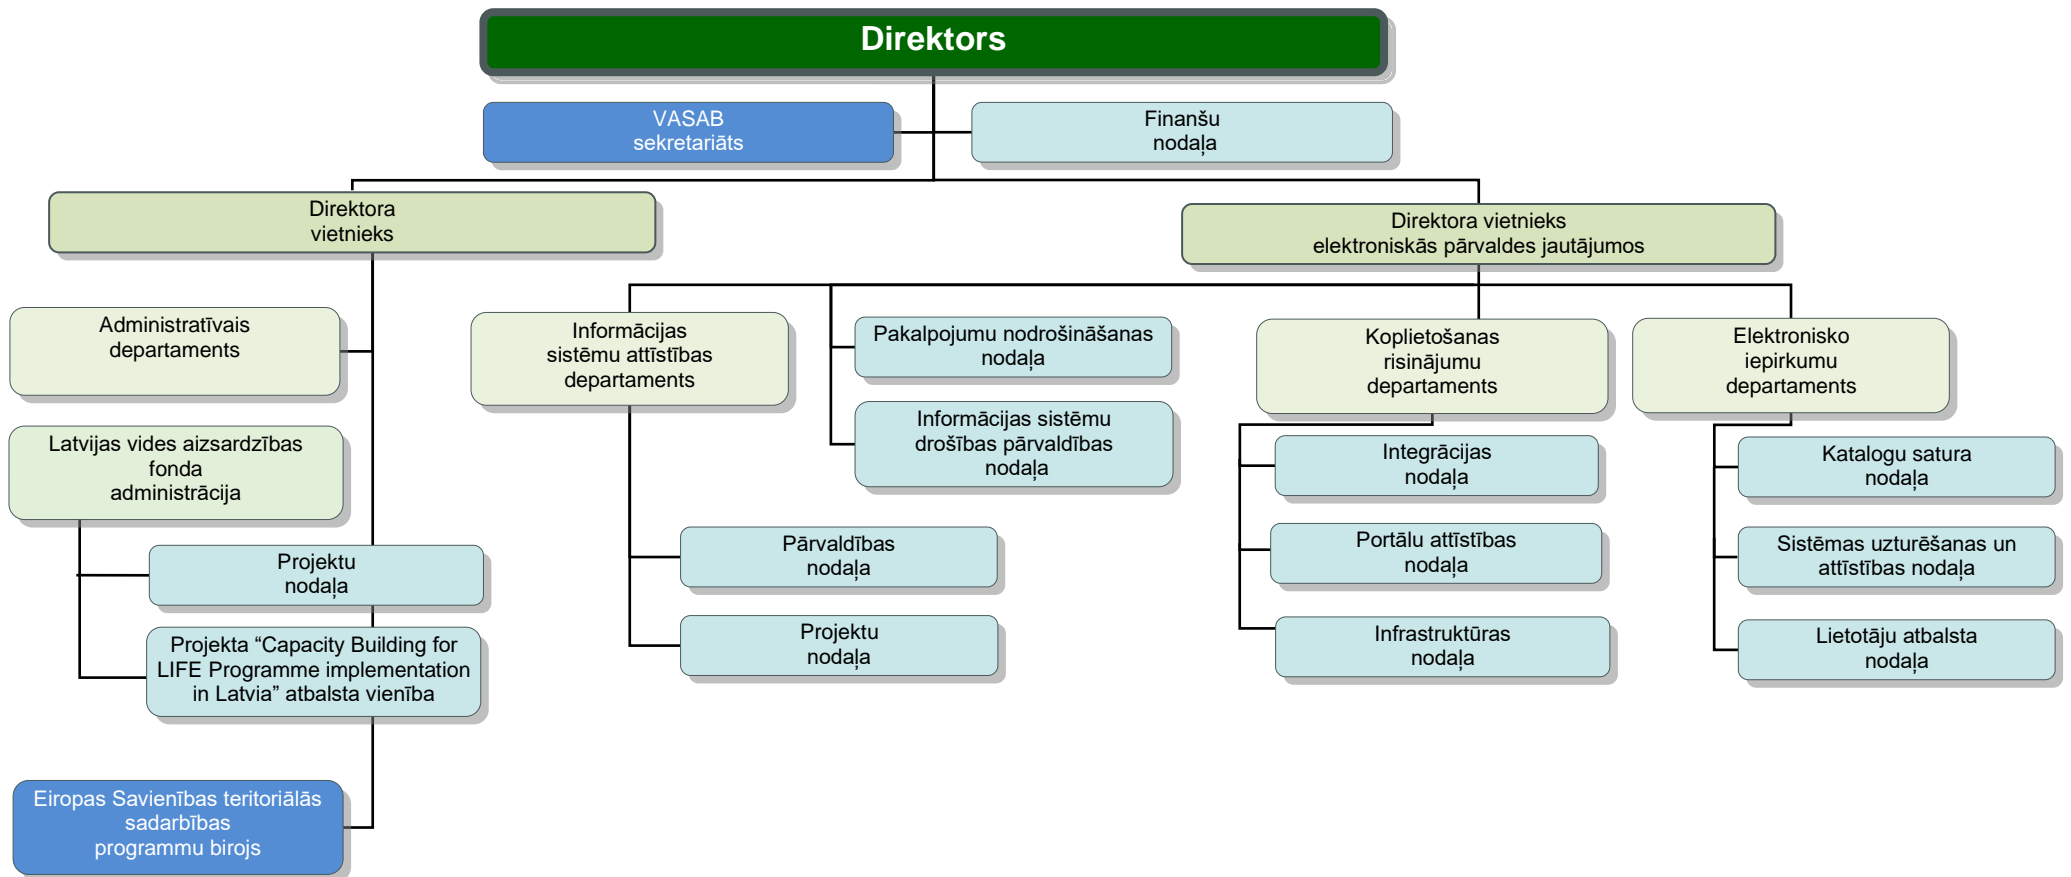 Direktors
VASAB
sekretariāts
Finanšu
nodaļa
Direktora
vietnieks
Direktora vietnieks
elektroniskās pārvaldes jautājumos
Administratīvais
departaments
Latvijas vides aizsardzības
fonda
administrācija
Projektu
nodaļa
Projekta “Capacity Building for
LIFE Programme implementation
in Latvia” atbalsta vienība
Eiropas Savienības teritoriālās
sadarbības
programmu birojs
Informācijas
sistēmu attīstības
departaments
Pārvaldības
nodaļa
Projektu
nodaļa
Pakalpojumu nodrošināšanas
nodaļa
Informācijas sistēmu
drošības pārvaldības
nodaļa
Koplietošanas
risinājumu
departaments
Integrācijas
nodaļa
Portālu attīstības
nodaļa
Infrastruktūras
nodaļa
Elektronisko
iepirkumu
departaments
Katalogu satura
nodaļa
Sistēmas uzturēšanas un
attīstības nodaļa
Lietotāju atbalsta
nodaļa